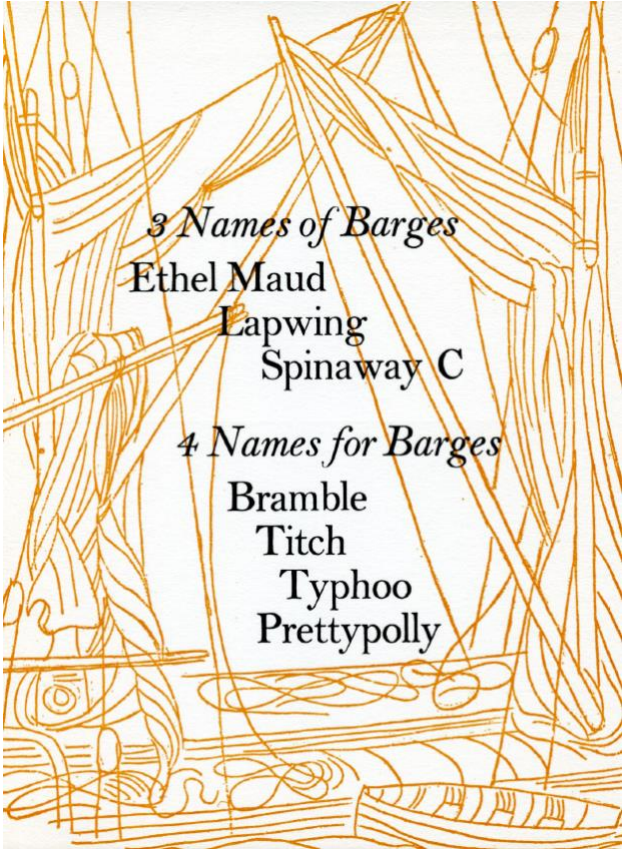 3 Names of Barges
Ethel Maud
Lapwing
Spinaway C
4 Names for Barges
Bramble
Titch
Typhoo
Prettypolly